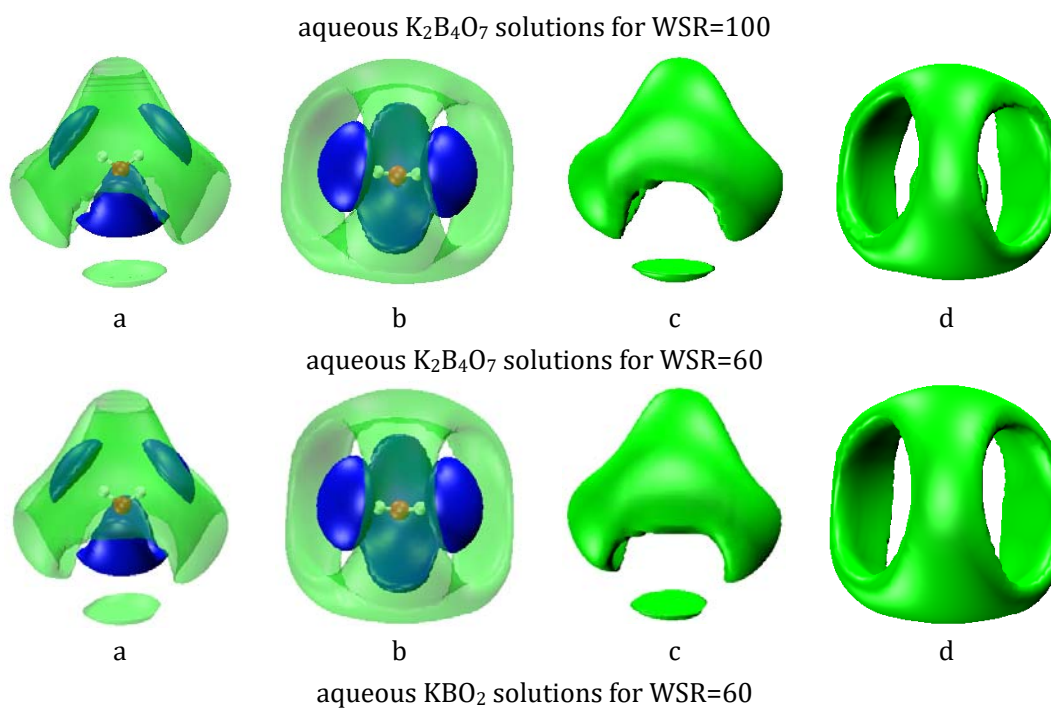 aqueous K₂B₄O₇ solutions for WSR=100
a b c d
aqueous K₂B₄O₇ solutions for WSR=60
a b c d
aqueous KBO₂ solutions for WSR=60